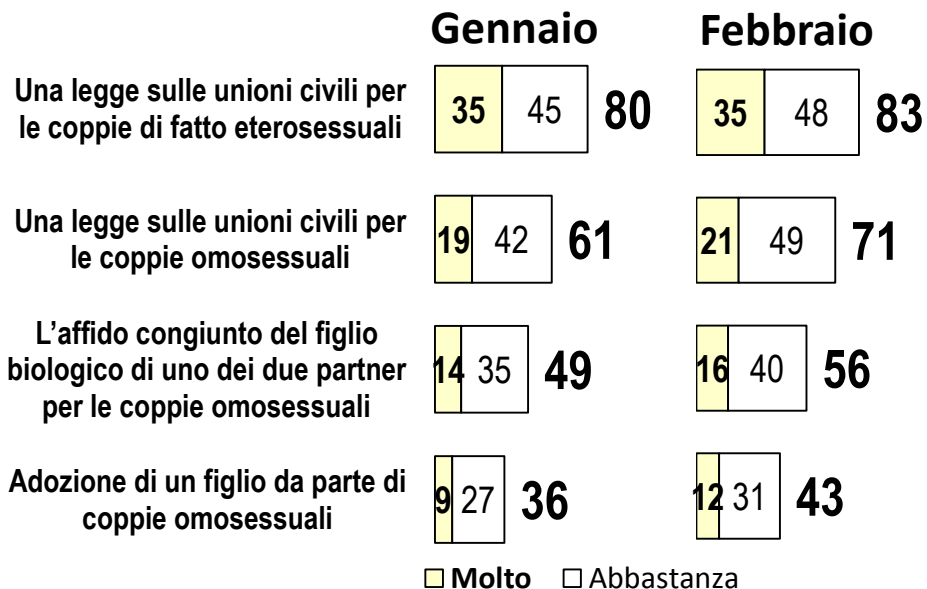 Gennaio Febbraio
Una legge sulle unioni civili per
le coppie di fatto eterosessuali
35 45 80 35 48 83
Una legge sulle unioni civili per
le coppie omosessuali
19 42 61 21 49 71
L’affido congiunto del figlio
biologico di uno dei due partner
per le coppie omosessuali
14 35 49 16 40 56
Adozione di un figlio da parte di
coppie omosessuali
9 27 36 12 31 43
Molto Abbastanza